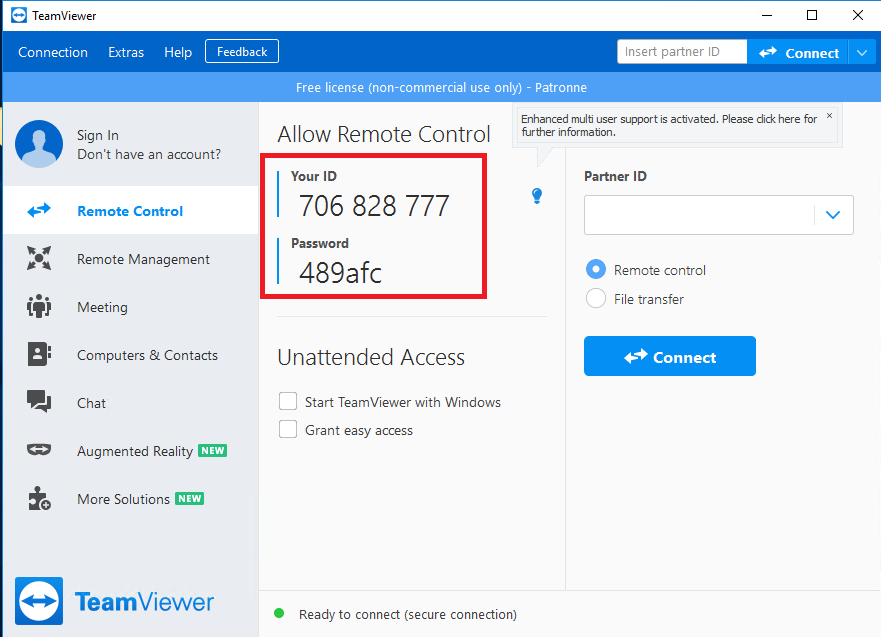 TeamViewer
Connection Extras Help Feedback
Insert partner ID Connect
Free license (non-commercial use only) - Patronne
Sign In
Don't have an account?
Remote Control
Remote Management
Meeting
Computers & Contacts
Chat
Augmented Reality NEW
More Solutions NEW
TeamViewer
Allow Remote Control
Your ID
706 828 777
Password
489afc
Unattended Access
Start TeamViewer with Windows
Grant easy access
Enhanced multi user support is activated. Please click here for
further information.
Partner ID
Remote control
File transfer
Connect
Ready to connect (secure connection)